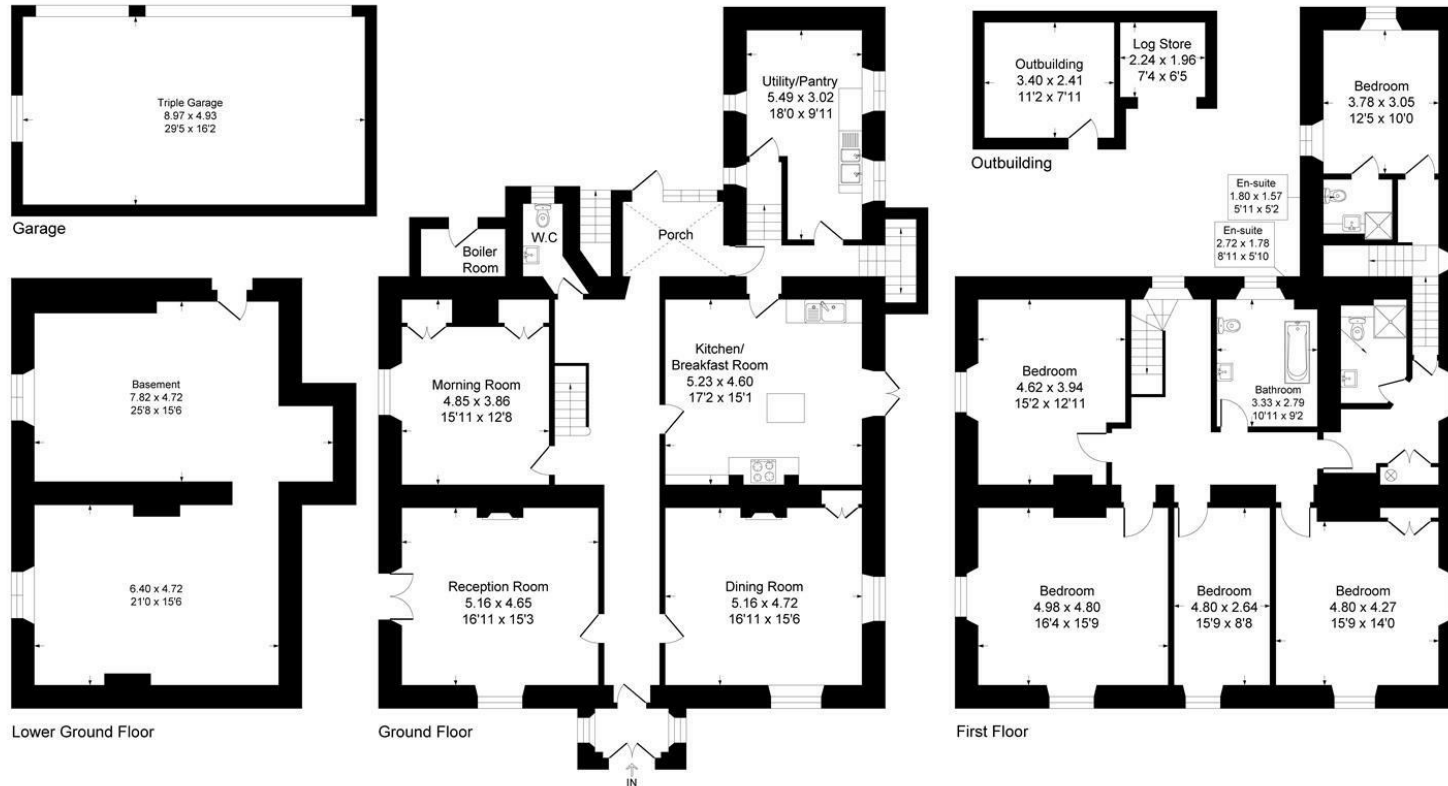 Triple Garage
8.97 x 4.93
29'5 x 16'2
Garage
Basement
7.82 x 4.72
25'8 x 15'6
6.40 x 4.72
21'0 x 15'6
Lower Ground Floor
Utility/Pantry
5.49 x 3.02
18'0 x 9'11
W.C
Porch
Boiler
Room
Kitchen/
Breakfast Room
5.23 x 4.60
17'2 x 15'1
Morning Room
4.85 x 3.86
15'11 x 12'8
Reception Room
5.16 x 4.65
16'11 x 15'3
Dining Room
5.16 x 4.72
16'11 x 15'6
Ground Floor
IN
Outbuilding
3.40 x 2.41
11'2 x 7'11
Log Store
2.24 x 1.96
7'4 x 6'5
Outbuilding
Bedroom
3.78 x 3.05
12'5 x 10'0
En-suite
1.80 x 1.57
5'11 x 5'2
En-suite
2.72 x 1.78
8'11 x 5'10
Bedroom
4.62 x 3.94
15'2 x 12'11
Bathroom
3.33 x 2.79
10'11 x 9'2
Bedroom
4.98 x 4.80
16'4 x 15'9
Bedroom
4.80 x 2.64
15'9 x 8'8
Bedroom
4.80 x 4.27
15'9 x 14'0
First Floor